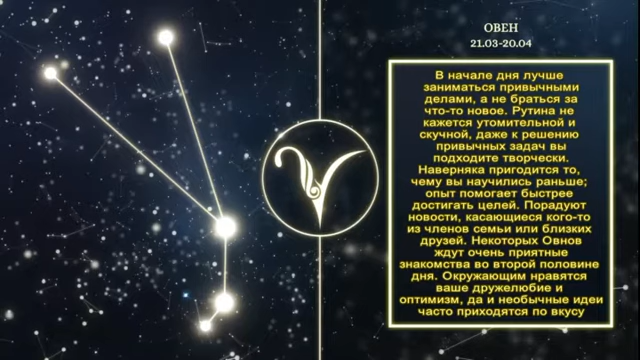 ОВЕН
21.03-20.04
В начале дня лучше
заниматься привычными
делами, а не браться за
что-то новое. Рутина не
кажется утомительной и
скучной, даже к решению
привычных задач вы
подходите творчески.
Наверняка пригодится то,
чему вы научились раньше;
опыт помогает быстрее
достигать целей. Порадуют
новости, касающиеся кого-то
из членов семьи или близких
друзей. Некоторых Овнов
ждут очень приятные
знакомства во второй половине
дня. Окружающим нравятся
ваше дружелюбие и
оптимизм, да и необычные идеи
часто приходятся по вкусу